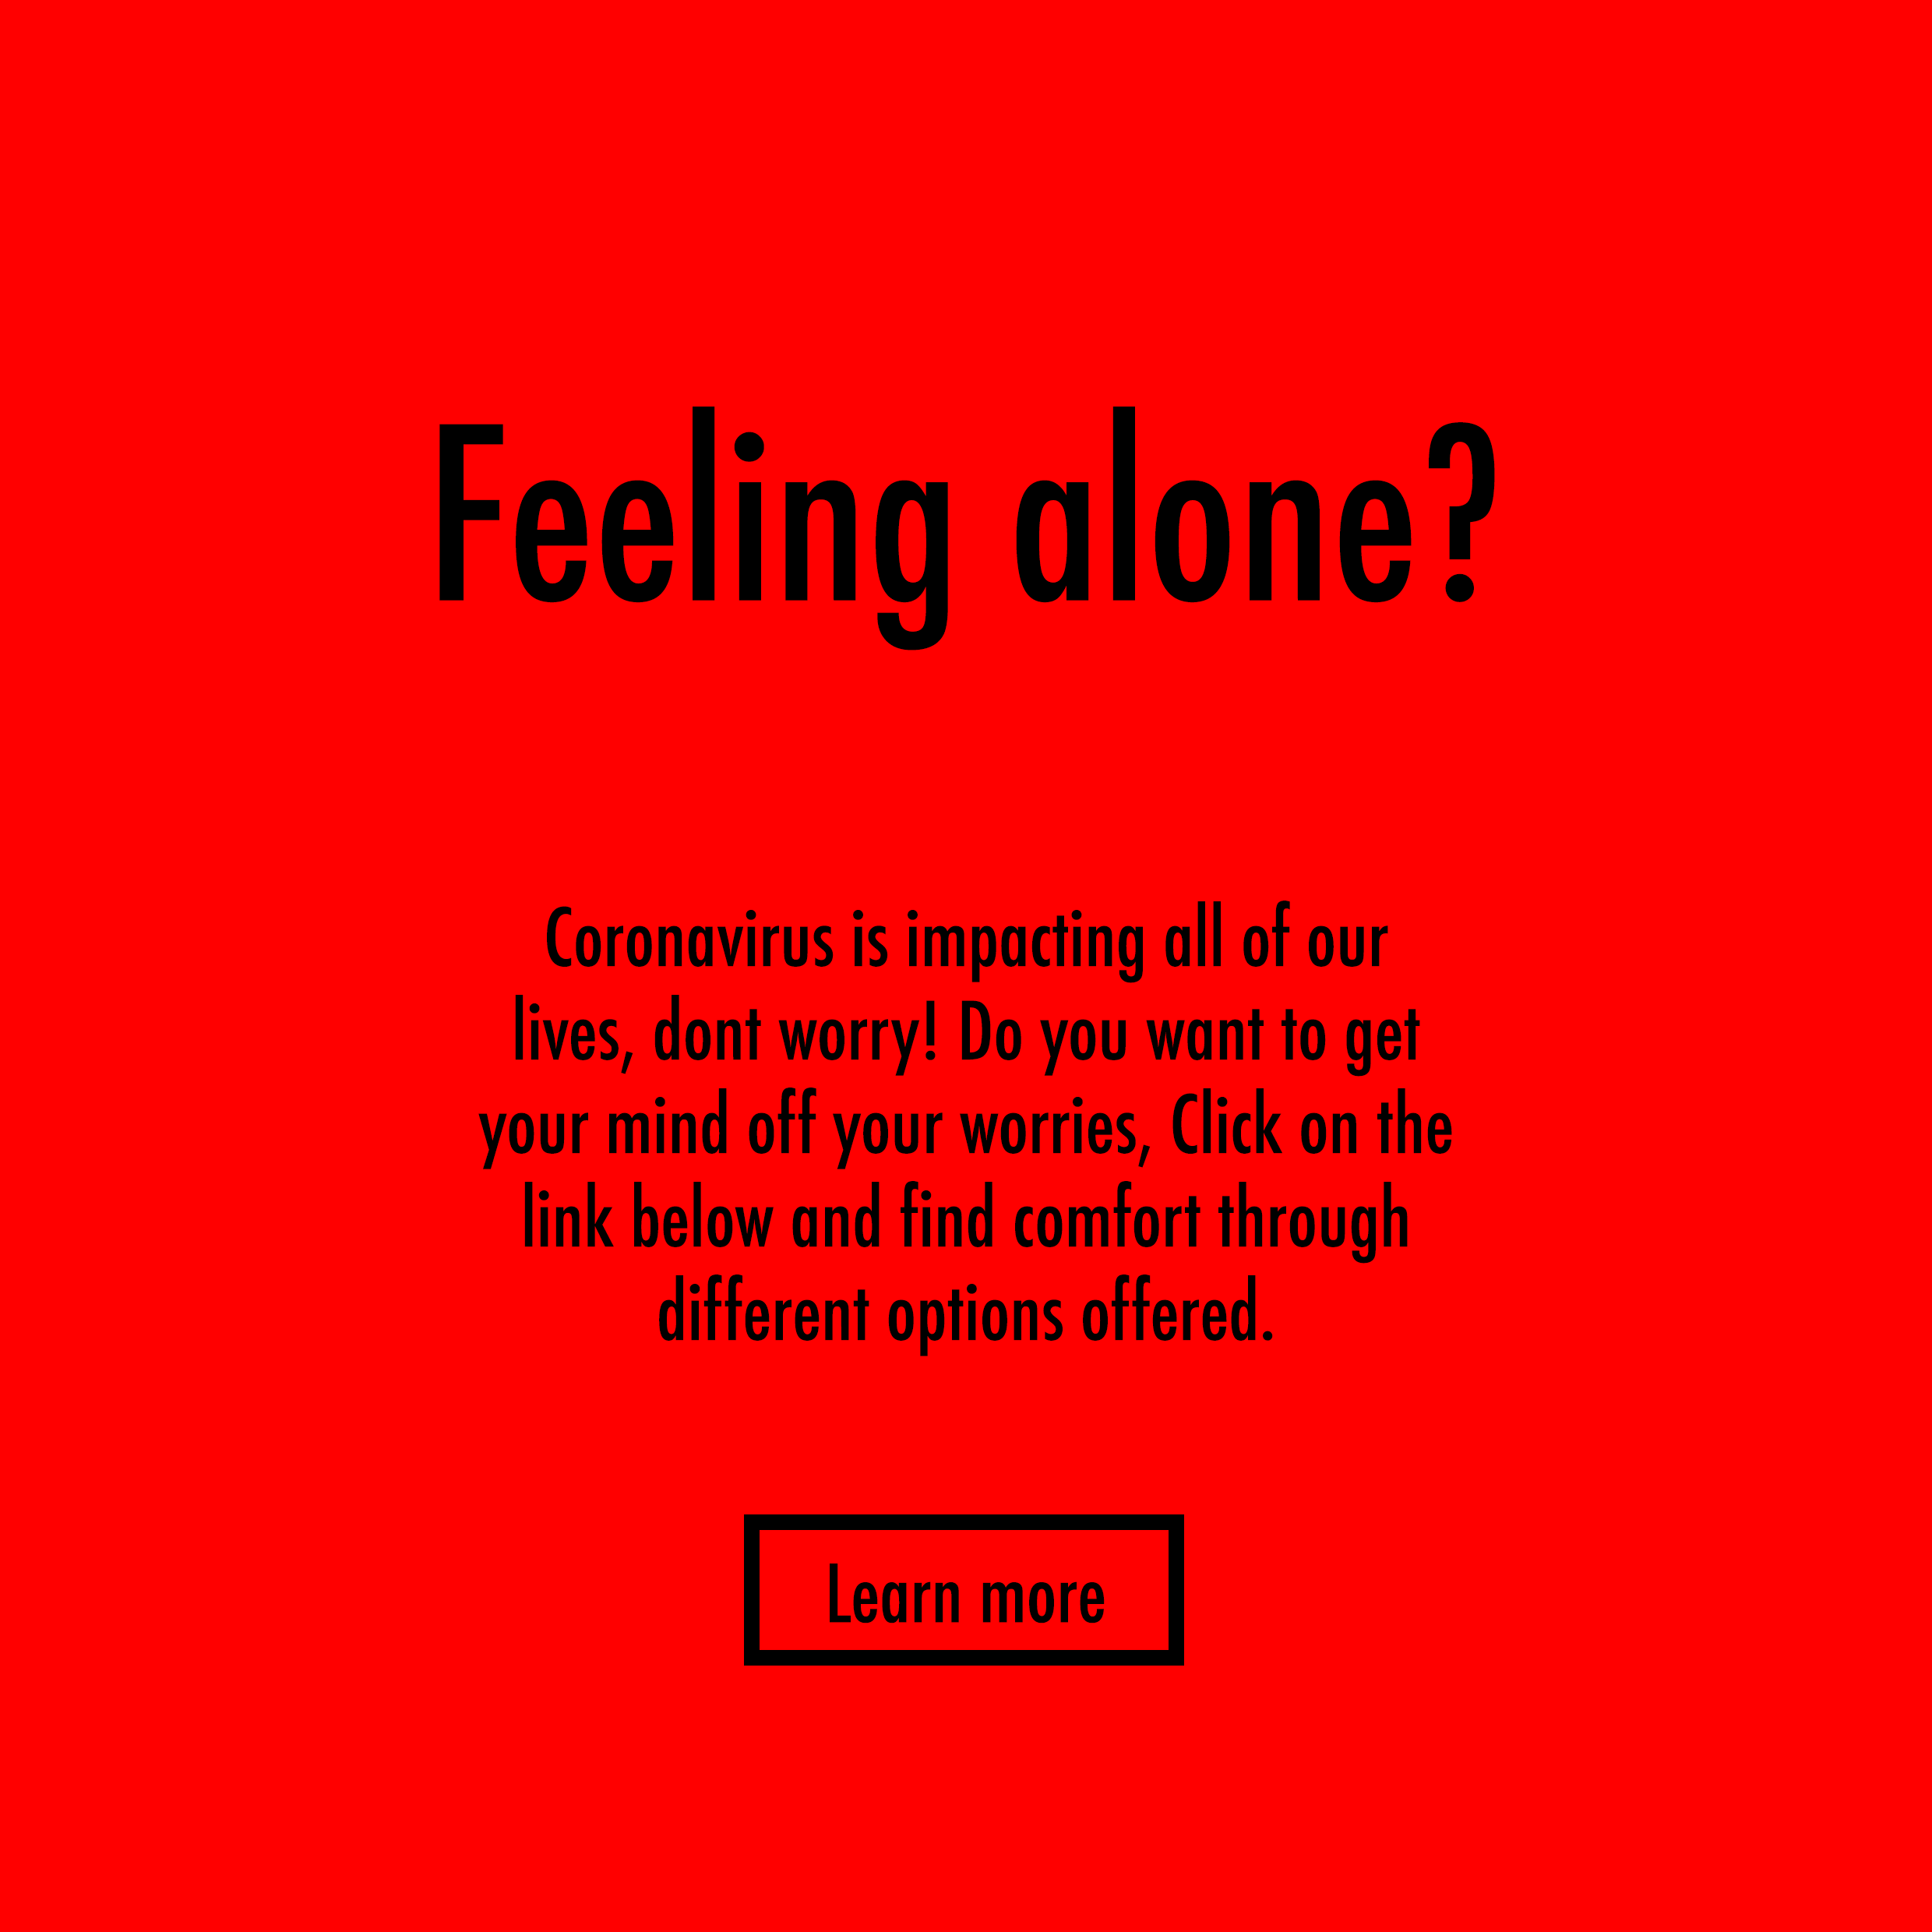 Feeling alone?
Coronavirus is impacting all of our
lives, dont worry! Do you want to get
your mind off your worries, Click on the
link below and find comfort through
different options offered.
Learn more